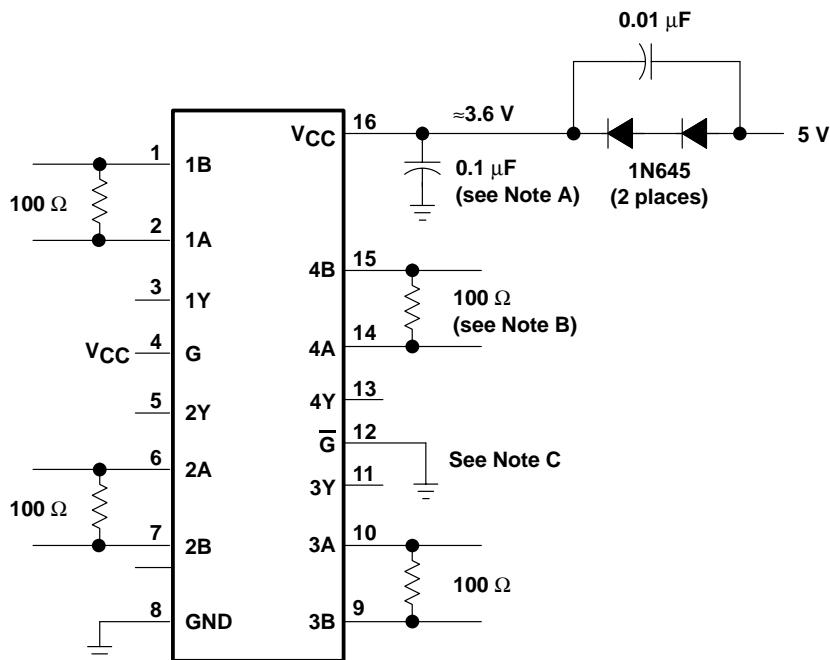 0.01 μF
≈3.6 V
5 V
1N645
(2 places)
0.1 μF
(see Note A)
VCC
16
1
1B
100 Ω
2
1A
3
1Y
VCC
4
G
5
2Y
6
2A
100 Ω
7
2B
8
GND
4B
15
100 Ω
(see Note B)
14
4A
13
4Y
12
G̅
See Note C
11
3Y
10
3A
100 Ω
9
3B